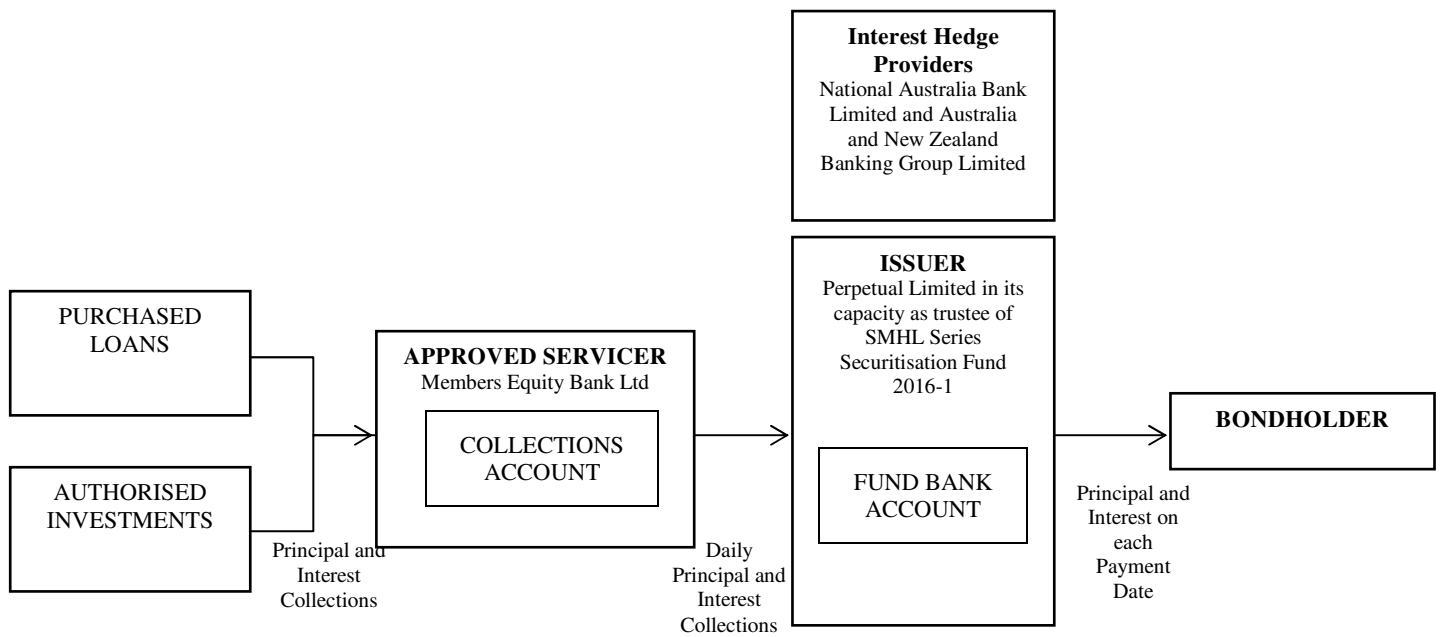 Interest Hedge
Providers
National Australia Bank
Limited and Australia
and New Zealand
Banking Group Limited
PURCHASED
LOANS
AUTHORISED
INVESTMENTS
Principal and
Interest
Collections
APPROVED SERVICER
Members Equity Bank Ltd
COLLECTIONS
ACCOUNT
Daily
Principal and
Interest
Collections
ISSUER
Perpetual Limited in its
capacity as trustee of
SMHL Series
Securitisation Fund
2016-1
FUND BANK
ACCOUNT
Principal and
Interest on
each
Payment
Date
BONDHOLDER